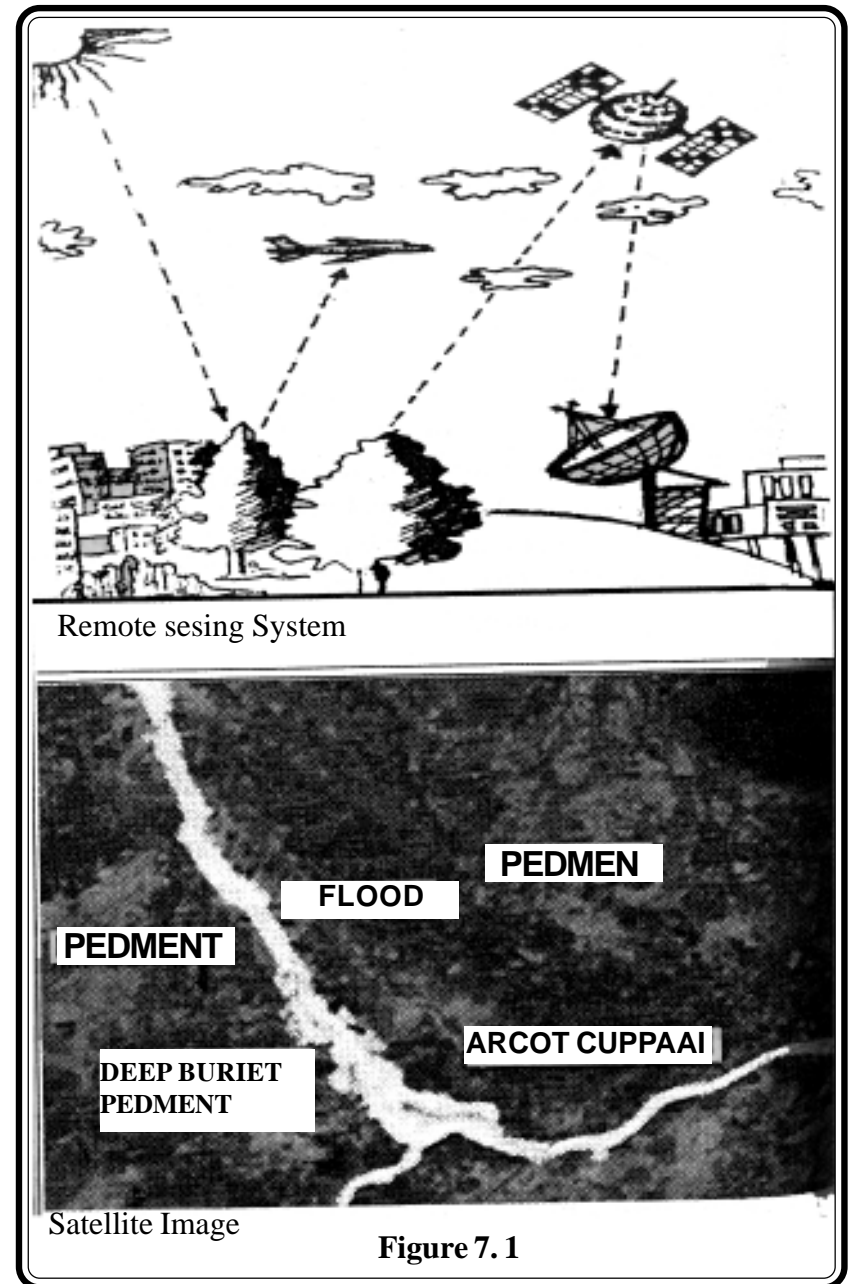 Remote sesing System
FLOOD
PEDMEN
PEDMENT
ARCOT CUPPAAI
DEEP BURIET
PEDMENT
Satellite Image
Figure 7. 1